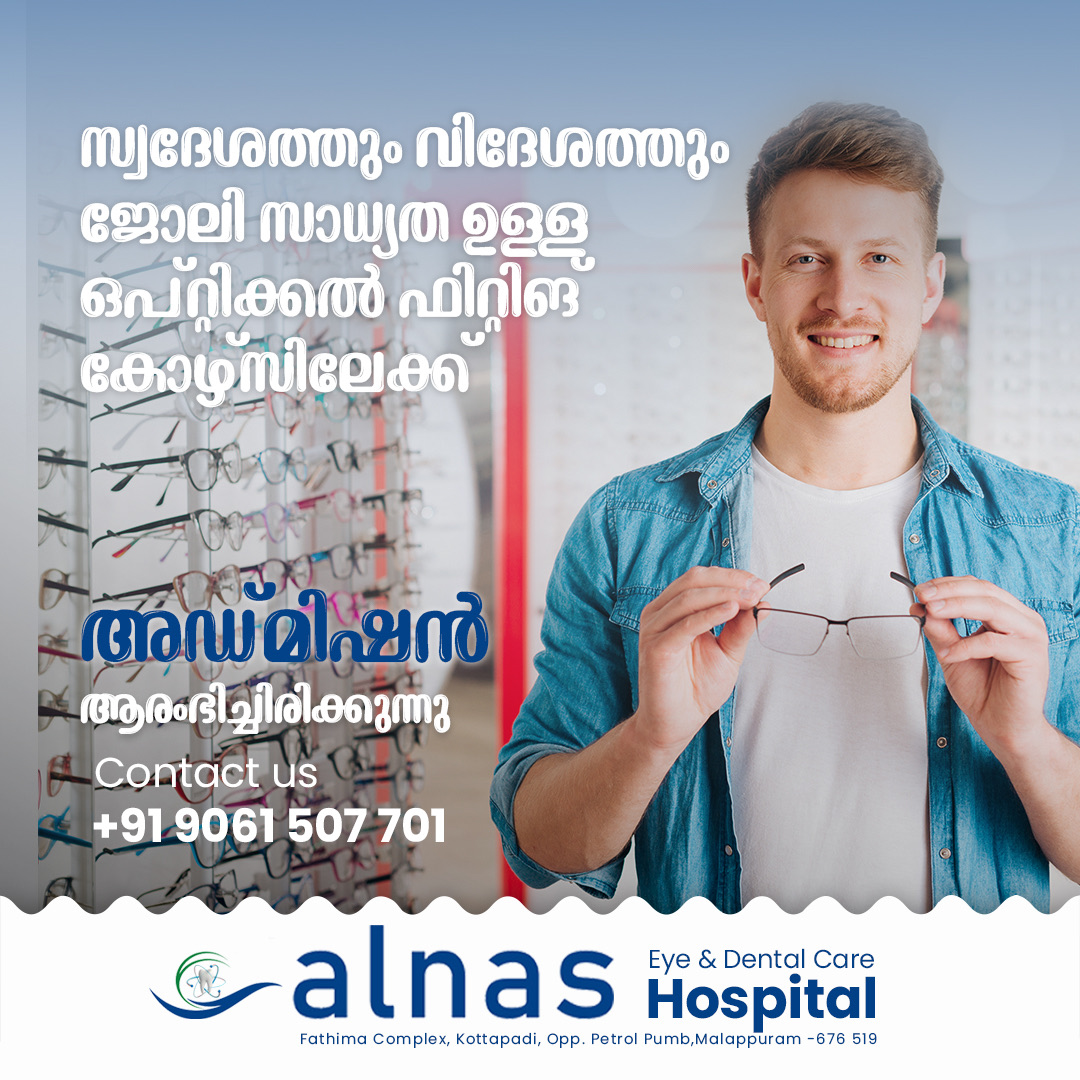 സ്വദേശത്തും വിദേശത്തും
ജോലി സാധ്യത ഉള്ള
ഒപ്റ്റിക്കൽ ഫിറ്റിങ്
കോഴ്സിലേക്ക്
അഡ്മിഷൻ
ആരംഭിച്ചിരിക്കുന്നു
Contact us
+91 9061 507 701
alnas
Eye & Dental Care
Hospital
Fathima Complex, Kottapadi, Opp. Petrol Pumb,Malappuram -676 519